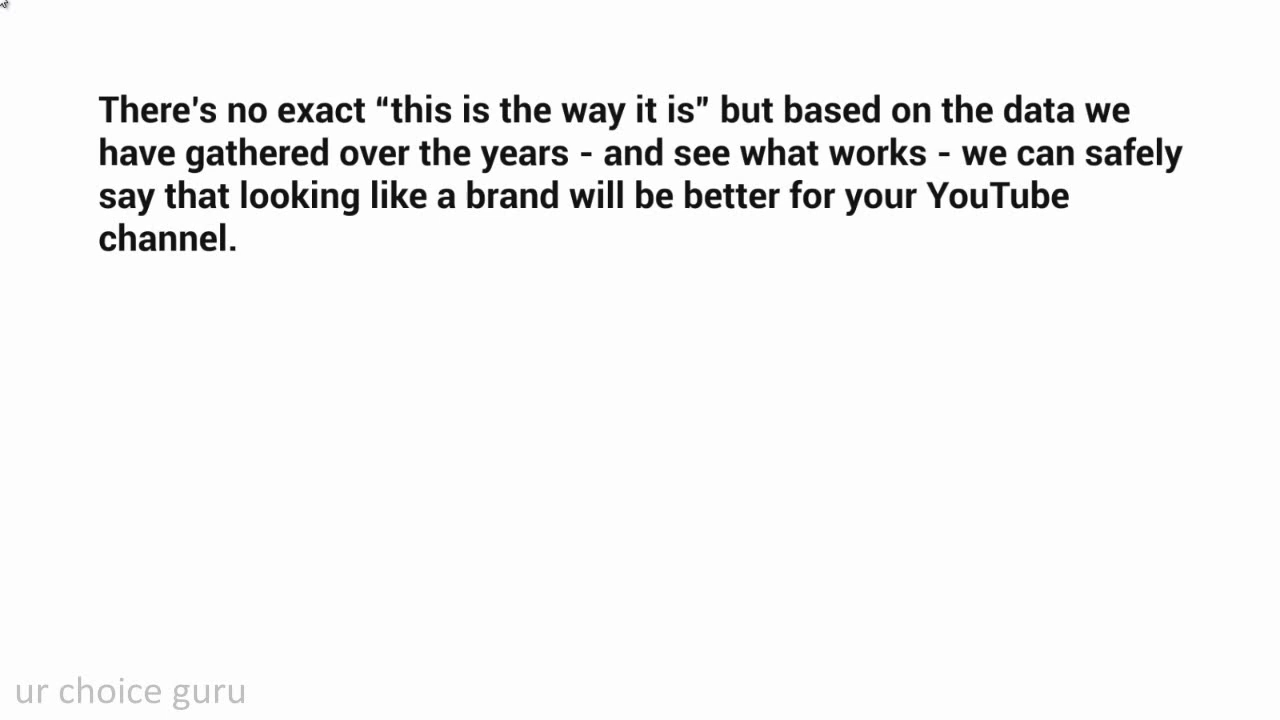 There's no exact “this is the way it is” but based on the data we
have gathered over the years - and see what works - we can safely
say that looking like a brand will be better for your YouTube
channel.
ur choice guru